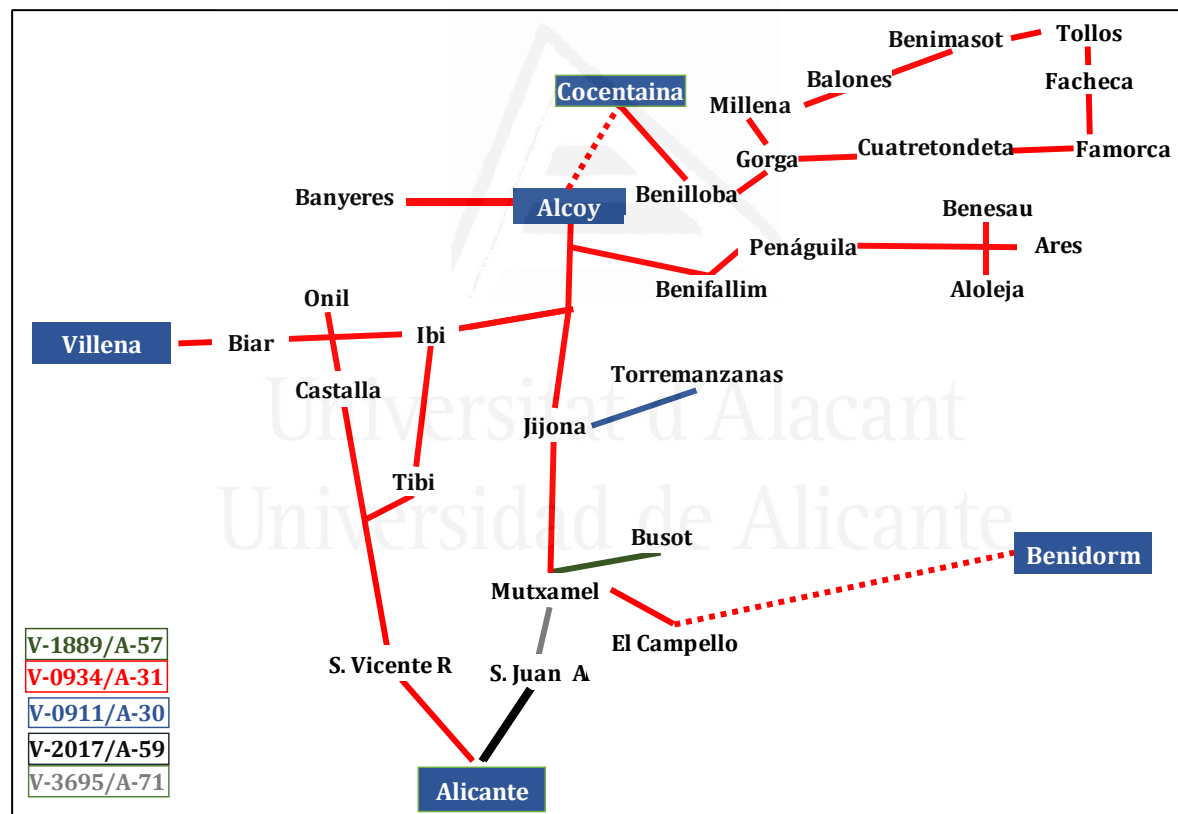 Benimasot
Tollos
Cocentaina
Millena
Balones
Facheca
Gorga
Cuatretondeta
Famorca
Banyeres
Alcoy
Benilloba
Benesau
Penáguila
Ares
Benifallim
Aloleja
Onil
Villena
Biar
Ibi
Castalla
Torremanzanas
Universitat d'Alacant
Jijona
Tibi
Universidad de Alicante
Busot
Benidorm
Mutxamel
El Campello
V-1889/A-57
S. Vicente R
S. Juan A
V-0934/A-31
V-0911/A-30
V-2017/A-59
V-3695/A-71
Alicante